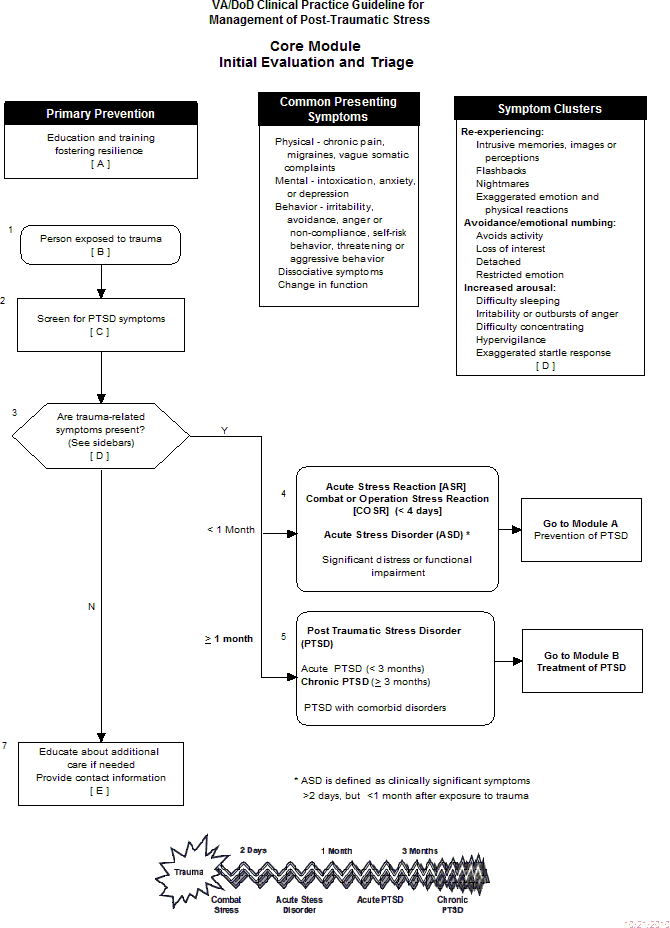 VA/DoD Clinical Practice Guideline for
Management of Post-Traumatic Stress
Core Module
Initial Evaluation and Triage
Primary Prevention
Education and training
fostering resilience
[ A ]
Common Presenting
Symptoms
Physical - chronic pain,
migraines, vague somatic
complaints
Mental - intoxication, anxiety,
or depression
Behavior - irritability,
avoidance, anger or
non-compliance, self-risk
behavior, threatening or
aggressive behavior
Dissociative symptoms
Change in function
Symptom Clusters
Re-experiencing:
Intrusive memories, images or
perceptions
Flashbacks
Nightmares
Exaggerated emotion and
physical reactions
Avoidance/emotional numbing:
Avoids activity
Loss of interest
Detached
Restricted emotion
Increased arousal:
Difficulty sleeping
Irritability or outbursts of anger
Difficulty concentrating
Hypervigilance
Exaggerated startle response
[ D ]
1
Person exposed to trauma
[ B ]
2
Screen for PTSD symptoms
[ C ]
3
Are trauma-related
symptoms present?
(See sidebars)
[ D ]
Y
N
< 1 Month
4
Acute Stress Reaction [ASR]
Combat or Operation Stress Reaction
[COSR] (< 4 days]
Acute Stress Disorder (ASD) *
Significant distress or functional
impairment
Go to Module A
Prevention of PTSD
≥ 1 month
5
Post Traumatic Stress Disorder
(PTSD)
Acute PTSD (< 3 months)
Chronic PTSD (≥ 3 months)
PTSD with comorbid disorders
Go to Module B
Treatment of PTSD
7
Educate about additional
care if needed
Provide contact information
[ E ]
* ASD is defined as clinically significant symptoms
>2 days, but <1 month after exposure to trauma
Trauma
2 Days
1 Month
3 Months
Combat
Stress
Acute Stess
Disorder
Acute PTSD
Chronic
PTSD
10/21/2010